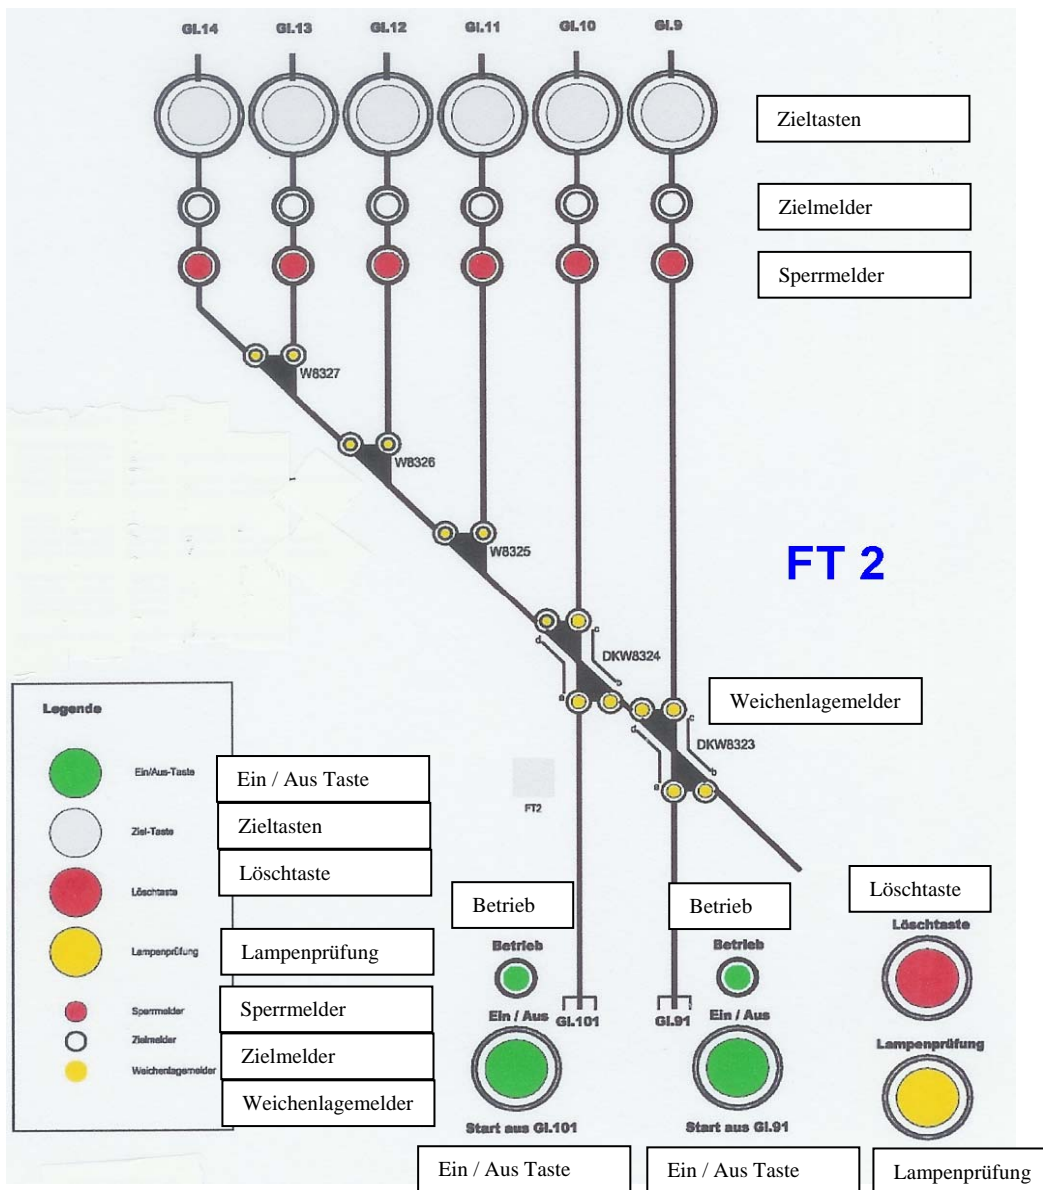 Gl.14 Gl.13 Gl.12 Gl.11 Gl.10 Gl.9
Zieltasten
Zielmelder
Sperrmelder
W8327
W8326
W8325
FT 2
c
d
DKW8324
b
a
Weichenlagemelder
c
d
DKW8323
b
a
FT2
Legende
Ein/Aus-Taste
Ein / Aus Taste
Ziel-Taste
Zieltasten
Löschtaste
Löschtaste
Lampenprüfung
Lampenprüfung
Sperrmelder
Sperrmelder
Zielmelder
Zielmelder
Weichenlagemelder
Weichenlagemelder
Betrieb
Betrieb
Ein / Aus
Gl.101
Start aus Gl.101
Ein / Aus Taste
Betrieb
Betrieb
Gl.91
Ein / Aus
Start aus Gl.91
Ein / Aus Taste
Löschtaste
Löschtaste
Lampenprüfung
Lampenprüfung